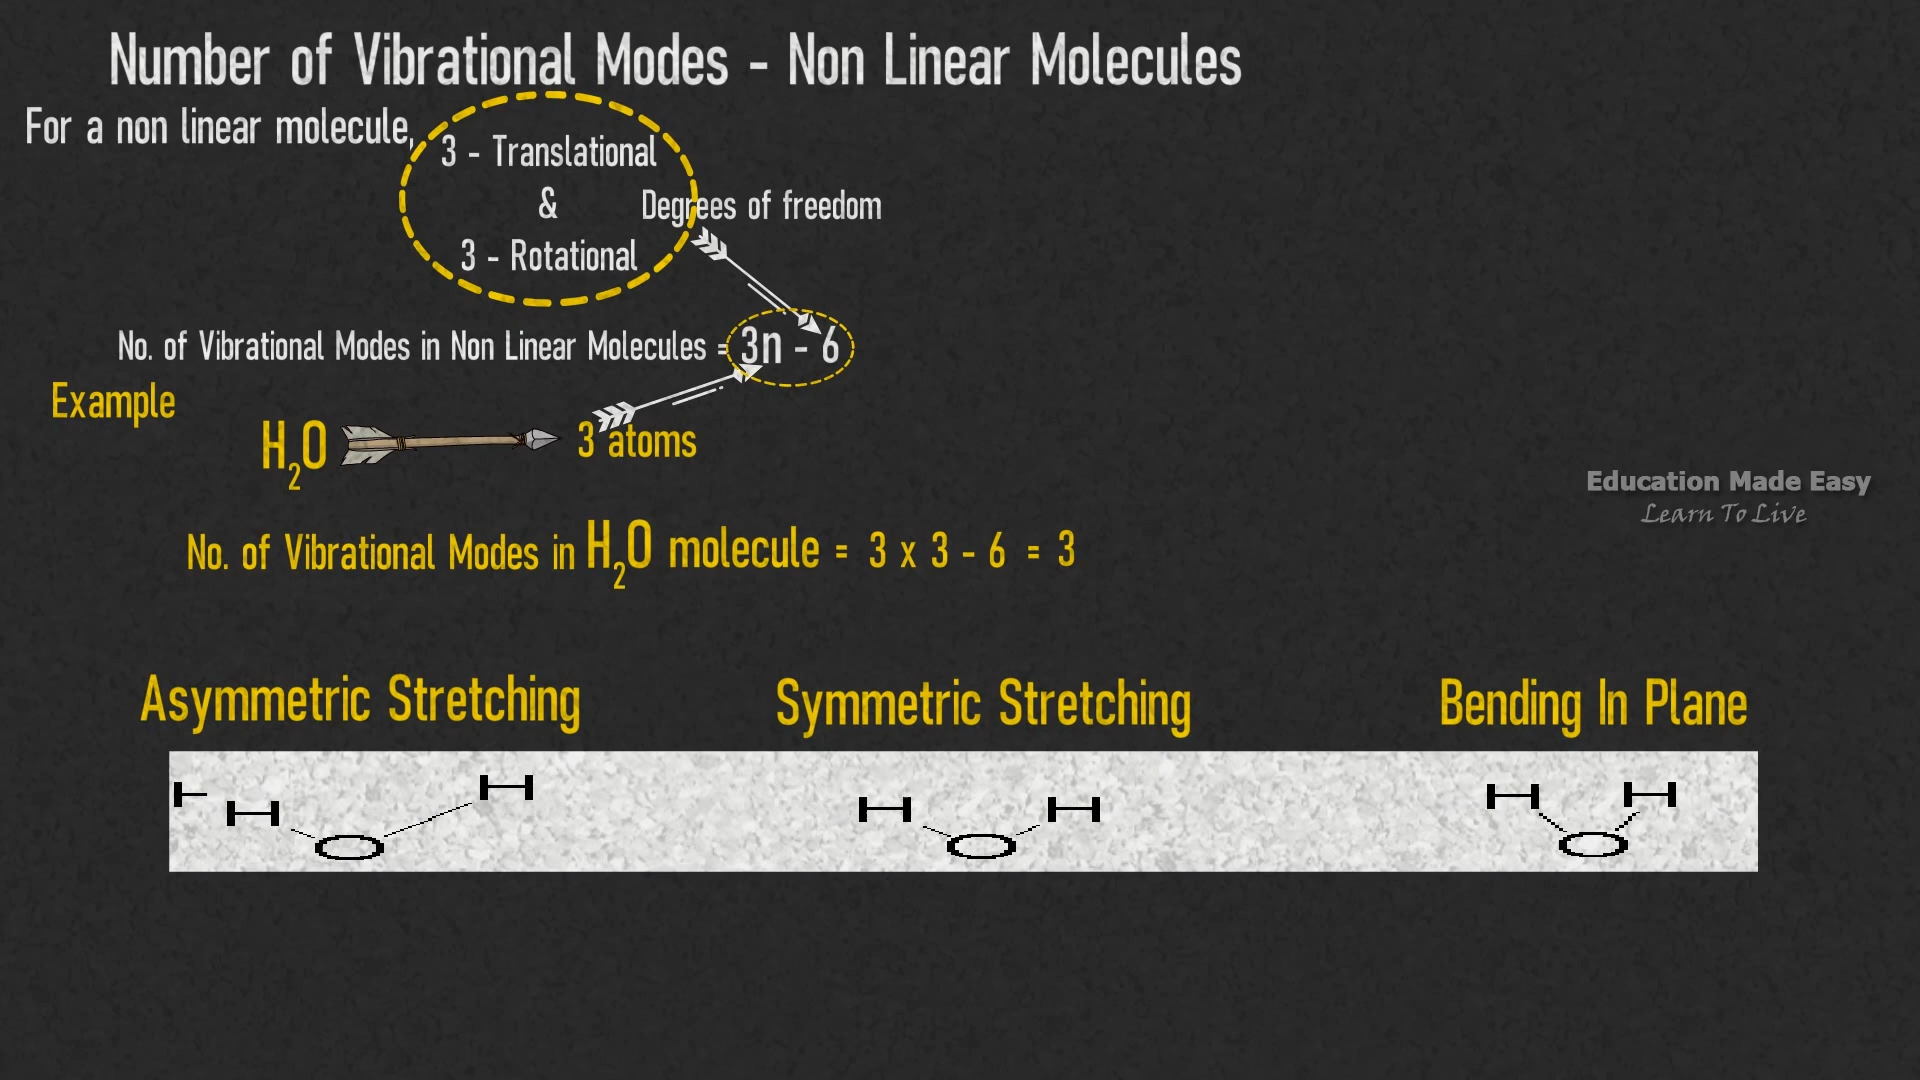 Number of Vibrational Modes - Non Linear Molecules
For a non linear molecule,
3 - Translational
&
3 - Rotational
Degrees of freedom
No. of Vibrational Modes in Non Linear Molecules = 3n - 6
Example
H₂O
3 atoms
No. of Vibrational Modes in H₂O molecule = 3 x 3 - 6 = 3
Education Made Easy
Learn To Live
Asymmetric Stretching
Symmetric Stretching
Bending In Plane
H H
O
H H
O
H H
O